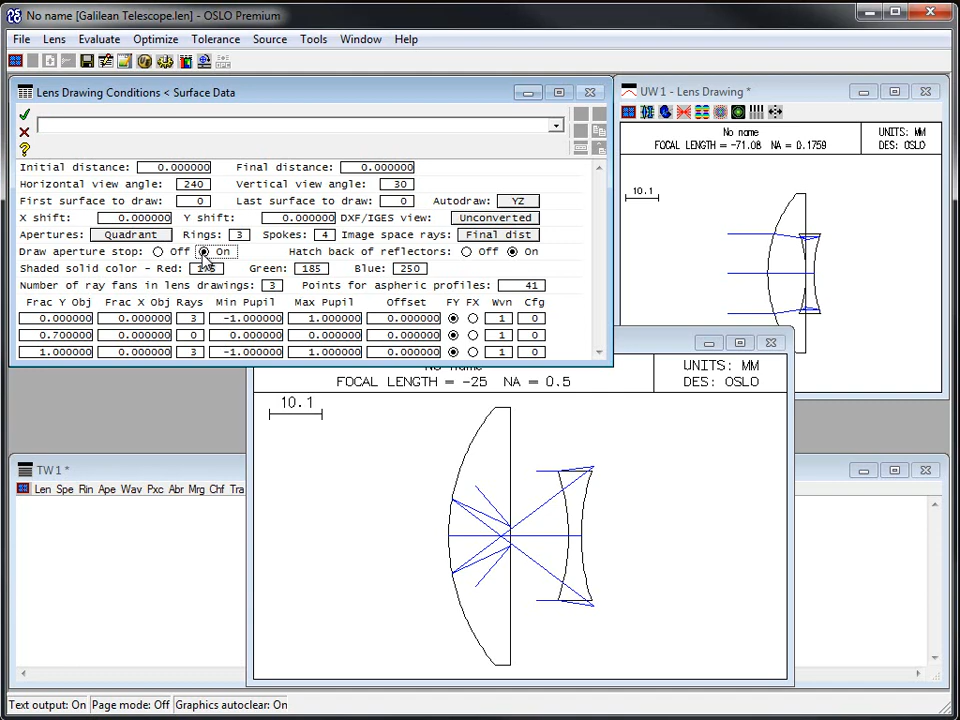 No name [Galilean Telescope.len] - OSLO Premium
File Lens Evaluate Optimize Tolerance Source Tools Window Help
Lens Drawing Conditions < Surface Data
Initial distance: 0.000000 Final distance: 0.000000
Horizontal view angle: 240 Vertical view angle: 30
First surface to draw: 0 Last surface to draw: 0 Autodraw: YZ
X shift: 0.000000 Y shift: 0.000000 DXF/IGES view: Unconverted
Apertures: Quadrant Rings: 3 Spokes: 4 Image space rays: Final dist
Draw aperture stop: Off On Hatch back of reflectors: Off On
Shaded solid color - Red: Green: 185 Blue: 250
Number of ray fans in lens drawings: 3 Points for aspheric profiles: 41
Frac Y Obj Frac X Obj Rays Min Pupil Max Pupil Offset FY FX Wvn Cfg
0.000000 0.000000 3 -1.000000 1.000000 0.000000 1 0
0.700000 0.000000 0 0.000000 0.000000 0.000000 1 0
1.000000 0.000000 3 -1.000000 1.000000 0.000000 1 0
UW 1 - Lens Drawing *
No name
FOCAL LENGTH = -71.08 NA = 0.1759
UNITS: MM
DES: OSLO
10.1
FOCAL LENGTH = -25 NA = 0.5
UNITS: MM
DES: OSLO
10.1
TW 1 *
Len Spe Rin Ape Wav Pxc Abr Mrg Chf Tra
Text output: On Page mode: Off Graphics autoclear: On